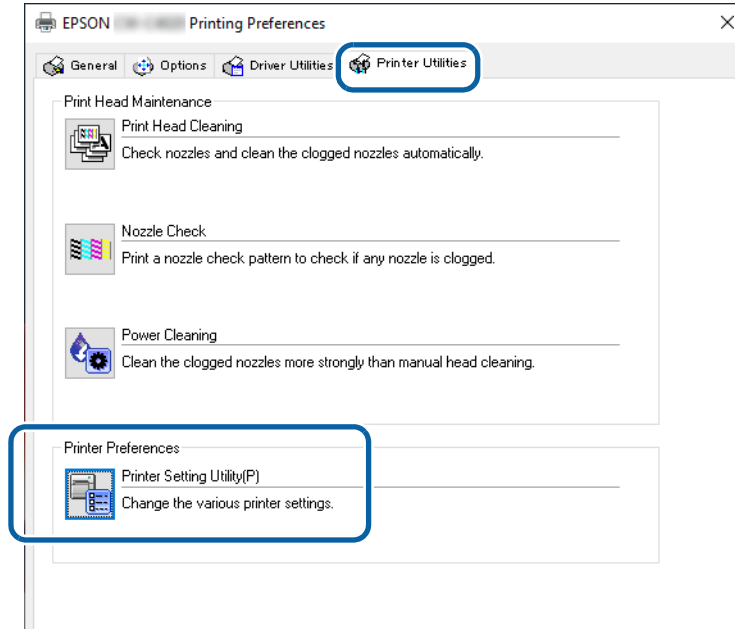 EPSON Printing Preferences
General Options Driver Utilities Printer Utilities
Print Head Maintenance
Print Head Cleaning
Check nozzles and clean the clogged nozzles automatically.
Nozzle Check
Print a nozzle check pattern to check if any nozzle is clogged.
Power Cleaning
Clean the clogged nozzles more strongly than manual head cleaning.
Printer Preferences
Printer Setting Utility(P)
Change the various printer settings.